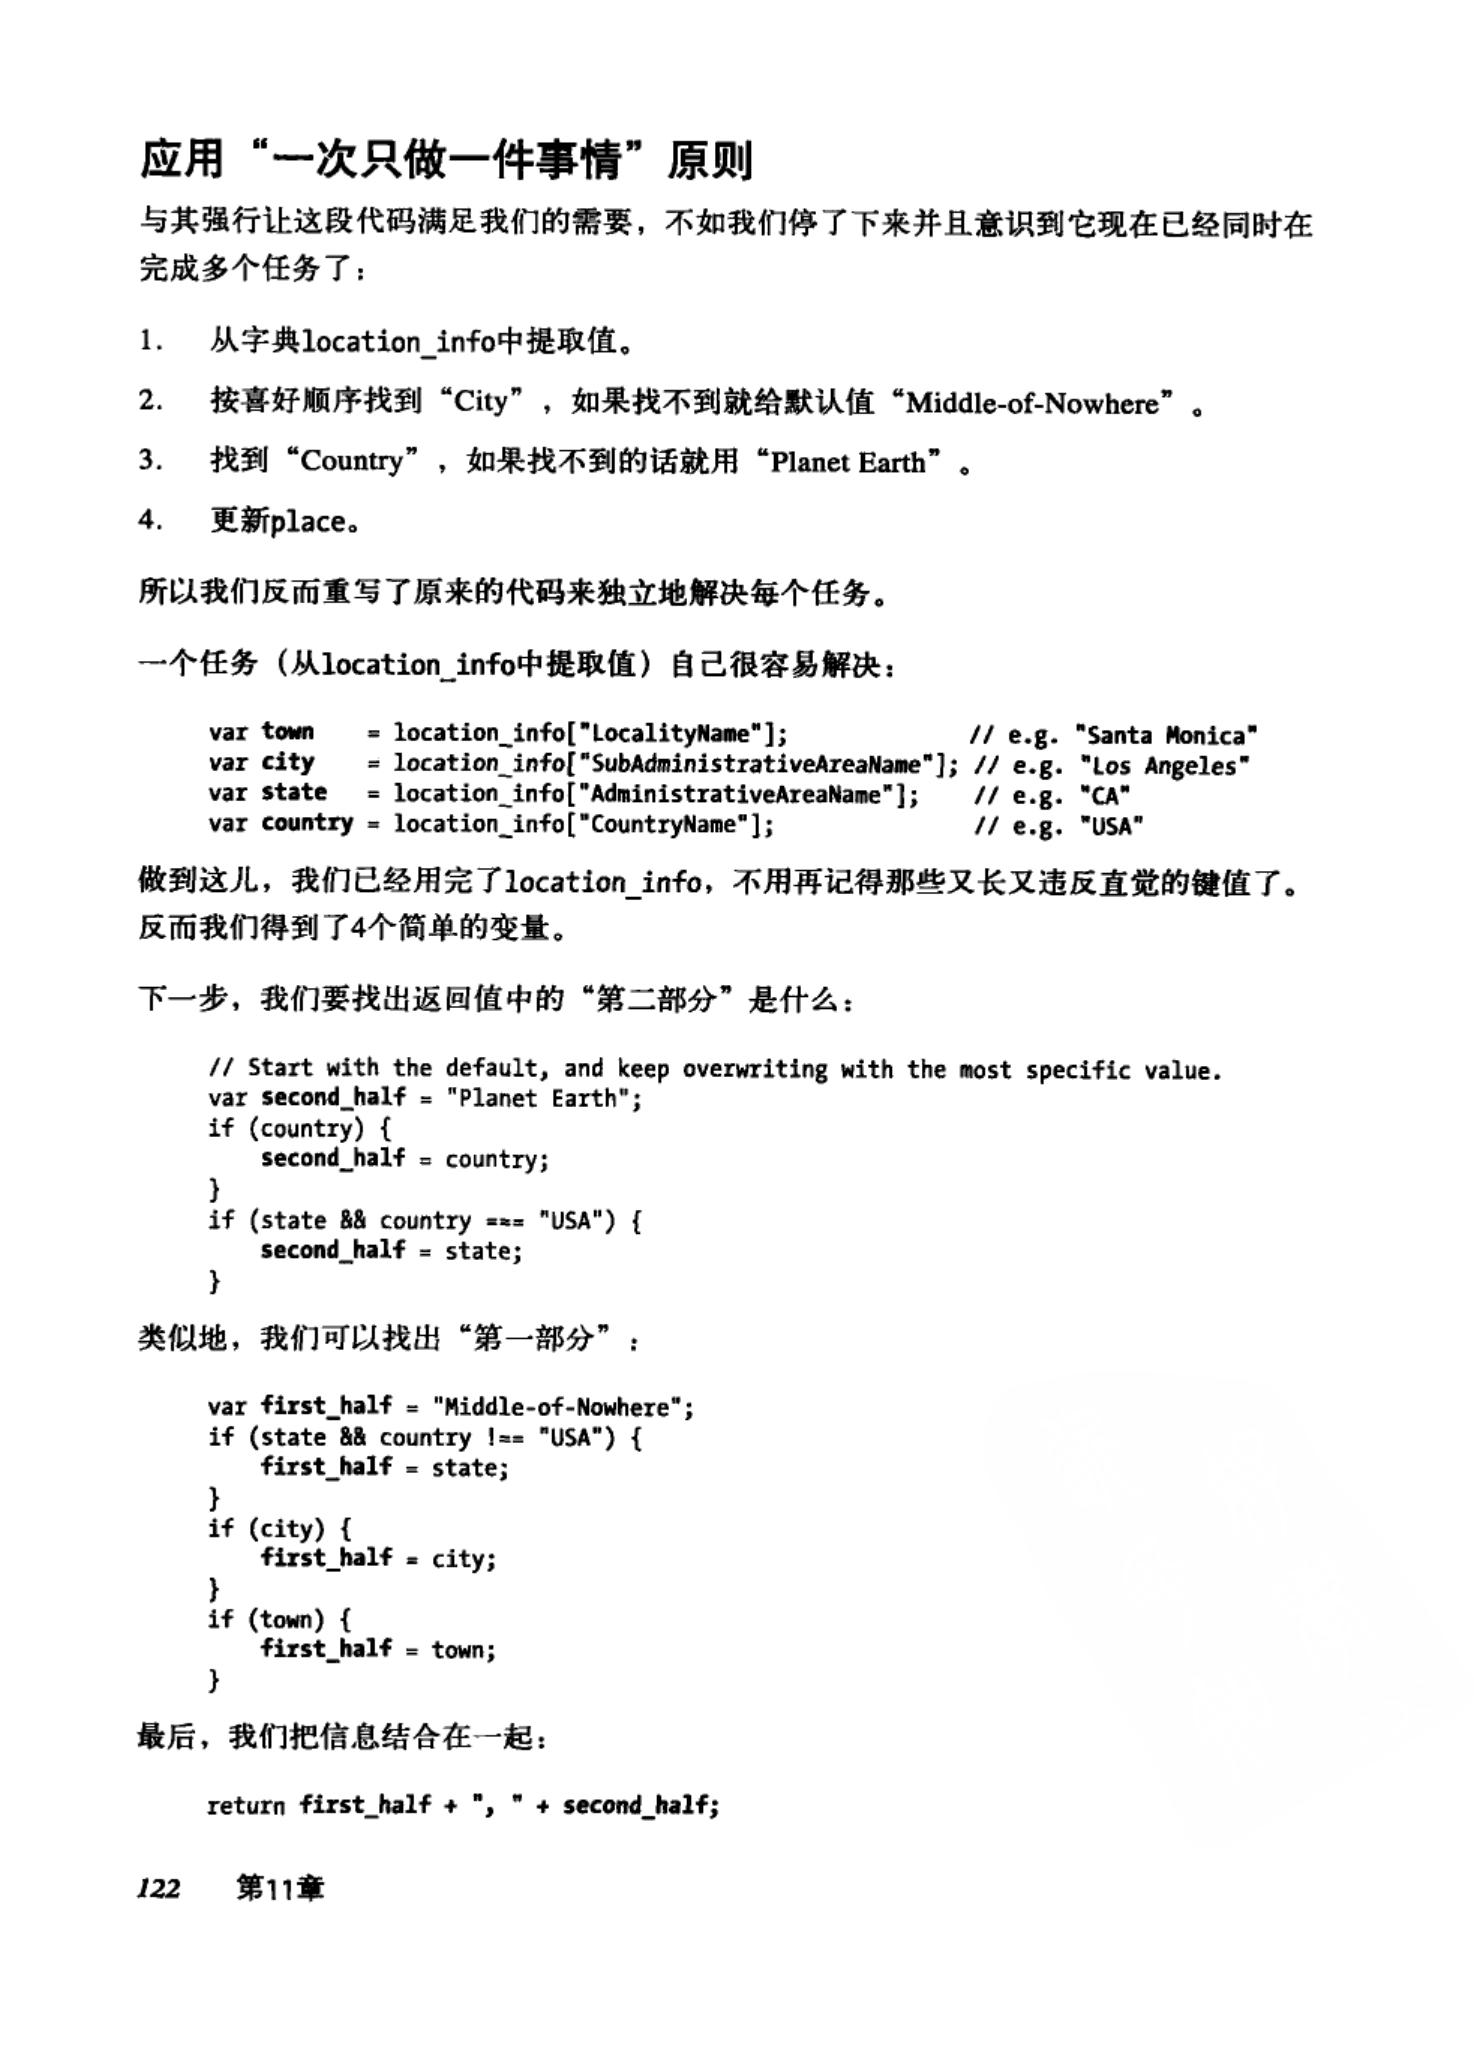 应用“一次只做一件事情”原则
与其强行让这段代码满足我们的需要，不如我们停了下来并且意识到它现在已经同时在
完成多个任务了：
1. 从字典location_info中提取值。
2. 按喜好顺序找到“City”，如果找不到就给默认值“Middle-of-Nowhere”。
3. 找到“Country”，如果找不到的话就用“Planet Earth”。
4. 更新place。
所以我们反而重写了原来的代码来独立地解决每个任务。
一个任务（从location_info中提取值）自己很容易解决：
var town    = location_info["LocalityName"];              // e.g. "Santa Monica"
var city    = location_info["SubAdministrativeAreaName"]; // e.g. "Los Angeles"
var state   = location_info["AdministrativeAreaName"];    // e.g. "CA"
var country = location_info["CountryName"];               // e.g. "USA"
做到这儿，我们已经用完了location_info，不用再记得那些又长又违反直觉的键值了。
反而我们得到了4个简单的变量。
下一步，我们要找出返回值中的“第二部分”是什么：
// Start with the default, and keep overwriting with the most specific value.
var second_half = "Planet Earth";
if (country) {
    second_half = country;
}
if (state && country === "USA") {
    second_half = state;
}
类似地，我们可以找出“第一部分”：
var first_half = "Middle-of-Nowhere";
if (state && country !== "USA") {
    first_half = state;
}
if (city) {
    first_half = city;
}
if (town) {
    first_half = town;
}
最后，我们把信息结合在一起：
return first_half + ", " + second_half;
122 第11章